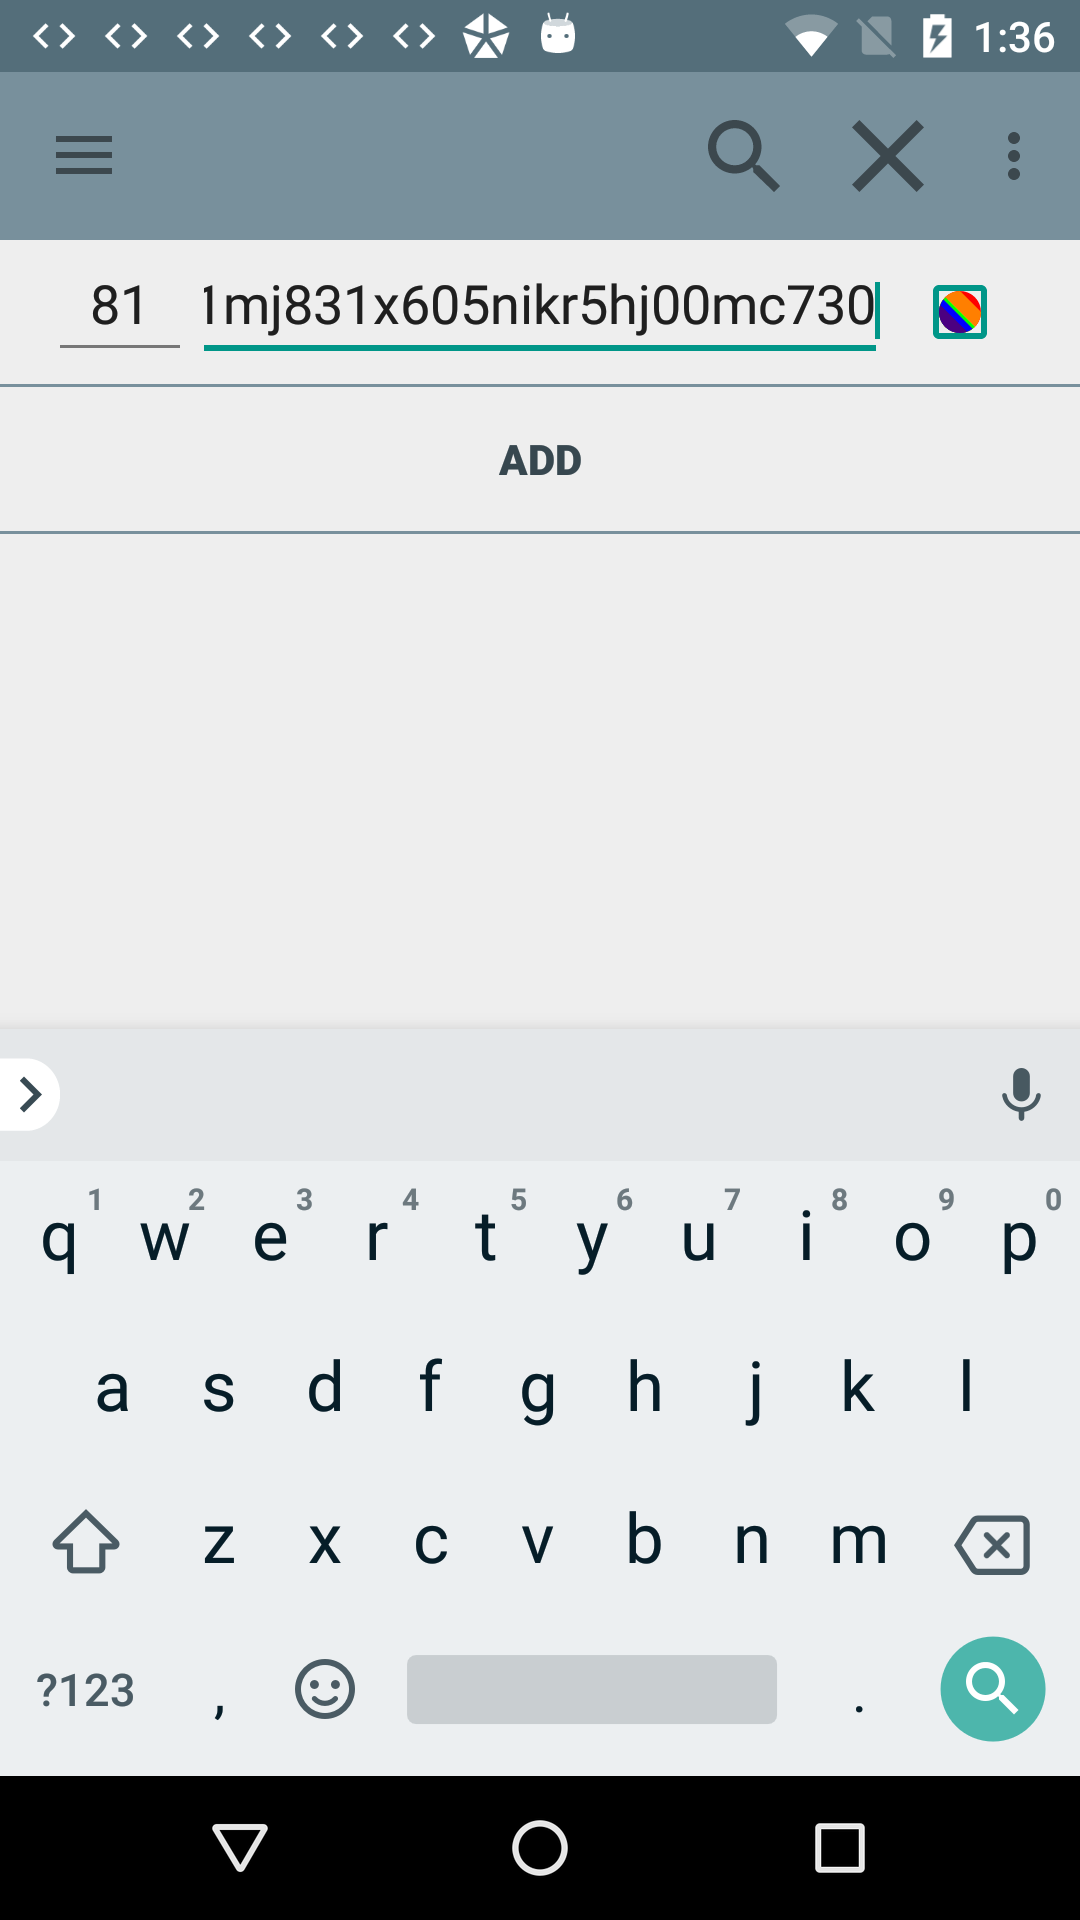 1:36
81 1mj831x605nikr5hj00mc730
ADD
1 2 3 4 5 6 7 8 9 0
q w e r t y u i o p
a s d f g h j k l
z x c v b n m
?123 , .